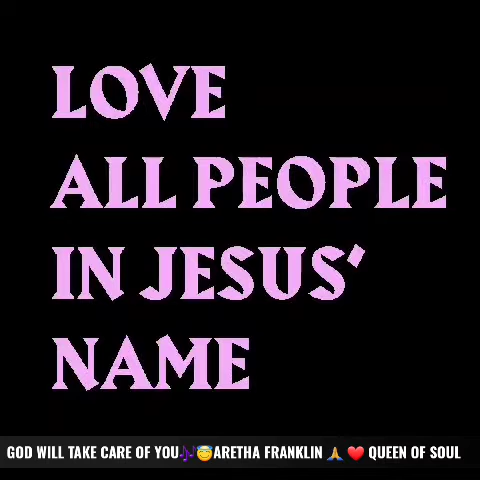 LOVE
ALL PEOPLE
IN JESUS'
NAME
GOD WILL TAKE CARE OF YOU🎶😇ARETHA FRANKLIN 🙏 ❤️ QUEEN OF SOUL